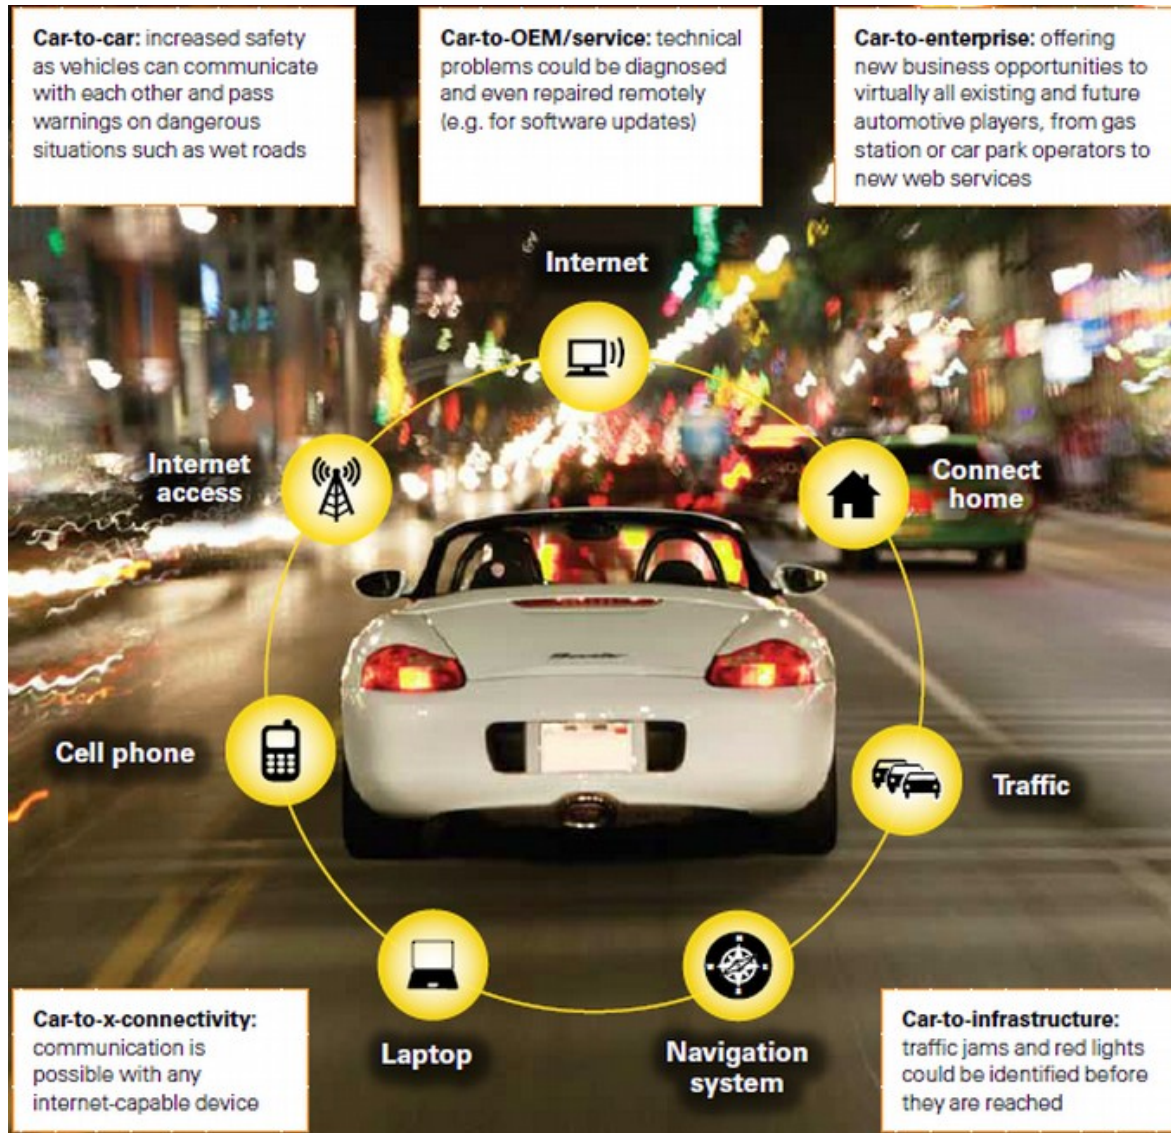 Car-to-car: increased safety
as vehicles can communicate
with each other and pass
warnings on dangerous
situations such as wet roads
Car-to-OEM/service: technical
problems could be diagnosed
and even repaired remotely
(e.g. for software updates)
Car-to-enterprise: offering
new business opportunities to
virtually all existing and future
automotive players, from gas
station or car park operators to
new web services
Internet
Internet
access
Connect
home
Cell phone
Traffic
Laptop
Navigation
system
Car-to-x-connectivity:
communication is
possible with any
internet-capable device
Car-to-infrastructure:
traffic jams and red lights
could be identified before
they are reached